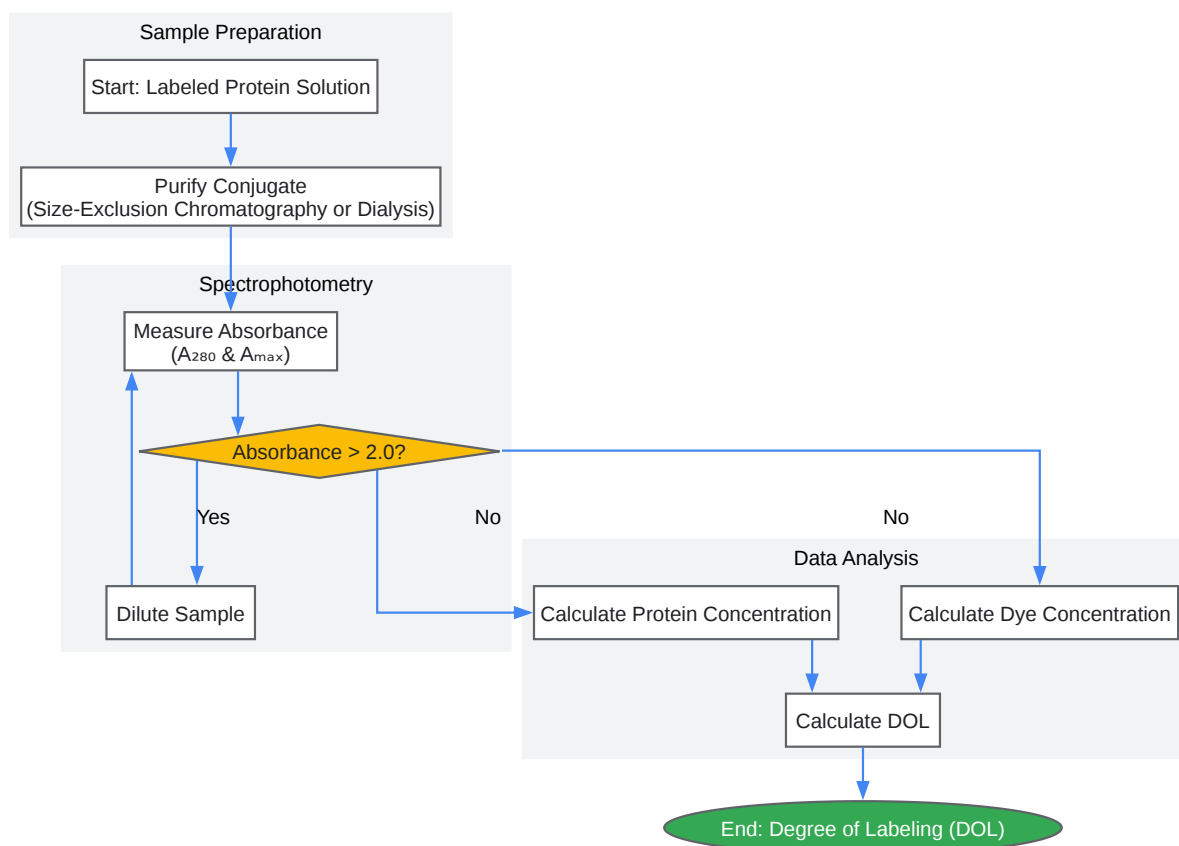 Sample Preparation
Start: Labeled Protein Solution
Purify Conjugate
(Size-Exclusion Chromatography or Dialysis)
Spectrophotometry
Measure Absorbance
(A₂₈₀ & Aₘₐₓ)
Absorbance > 2.0?
Yes
No
No
Dilute Sample
Data Analysis
Calculate Protein Concentration
Calculate Dye Concentration
Calculate DOL
End: Degree of Labeling (DOL)